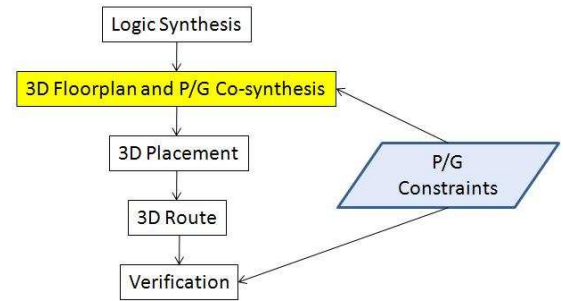 Logic Synthesis
3D Floorplan and P/G Co-synthesis
3D Placement
P/G
Constraints
3D Route
Verification